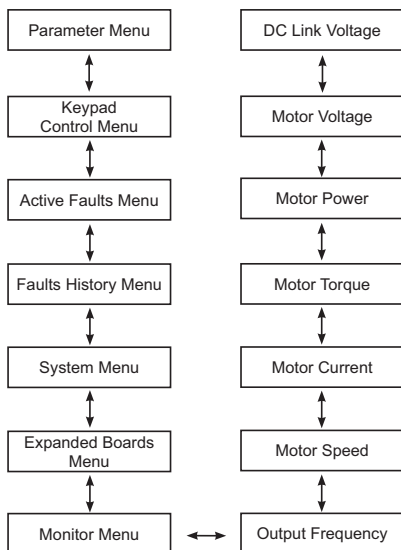 Parameter Menu
Keypad
Control Menu
Active Faults Menu
Faults History Menu
System Menu
Expanded Boards
Menu
Monitor Menu
DC Link Voltage
Motor Voltage
Motor Power
Motor Torque
Motor Current
Motor Speed
Output Frequency